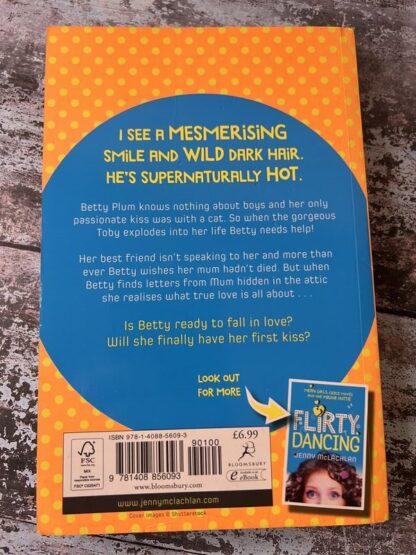 I SEE A MESMERISING
SMILE AND WILD DARK HAIR.
HE'S SUPERNATURALLY HOT.
Betty Plum knows nothing about boys and her only
passionate kiss was with a cat. So when the gorgeous
Toby explodes into her life Betty needs help!
Her best friend isn't speaking to her and more than
ever Betty wishes her mum hadn't died. But when
Betty finds letters from Mum hidden in the attic
she realises what true love is all about . . .
Is Betty ready to fall in love?
Will she finally have her first kiss?
LOOK OUT
FOR MORE
FLIRTY
DANCING
JENNY McLACHLAN
ISBN 978-1-4088-5609-3
90100
9 781408 856093
£6.99
FSC
MIX
BLOOMSBURY
eBook
www.bloomsbury.com
www.jennymclachlan.com
Cover images © Shutterstock